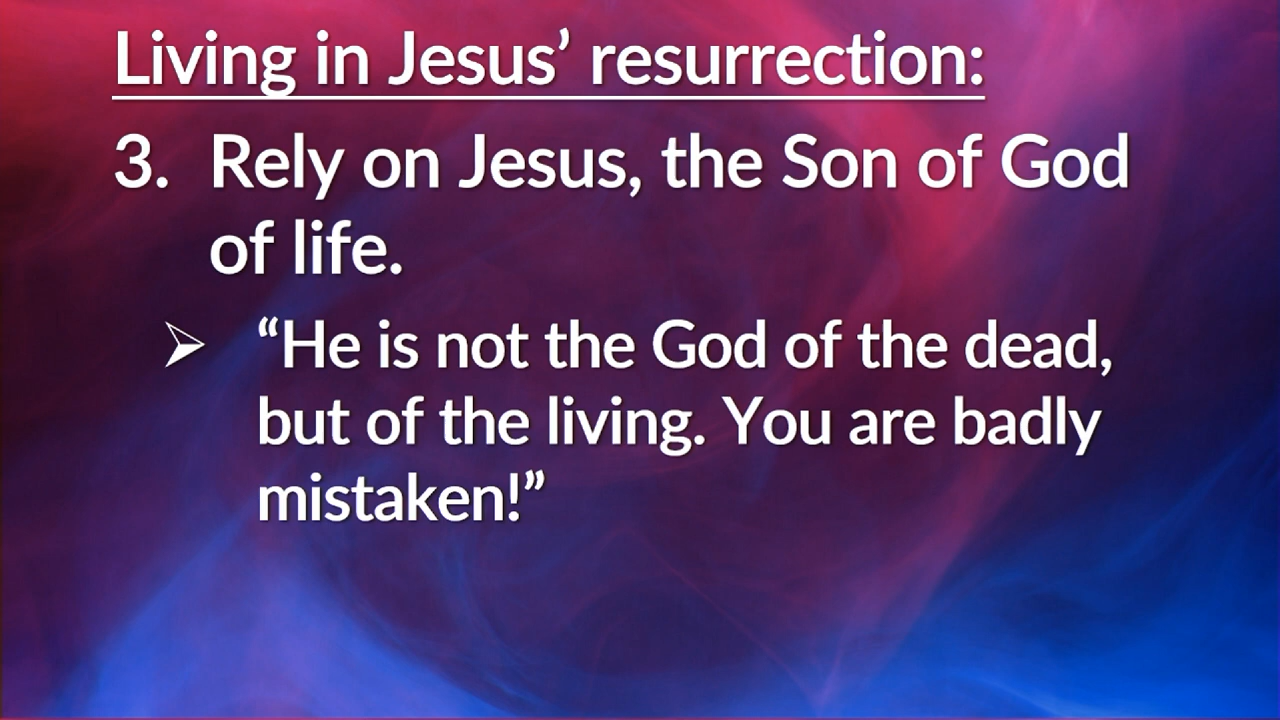 Living in Jesus’ resurrection:
3. Rely on Jesus, the Son of God
of life.
➢ “He is not the God of the dead,
but of the living. You are badly
mistaken!”